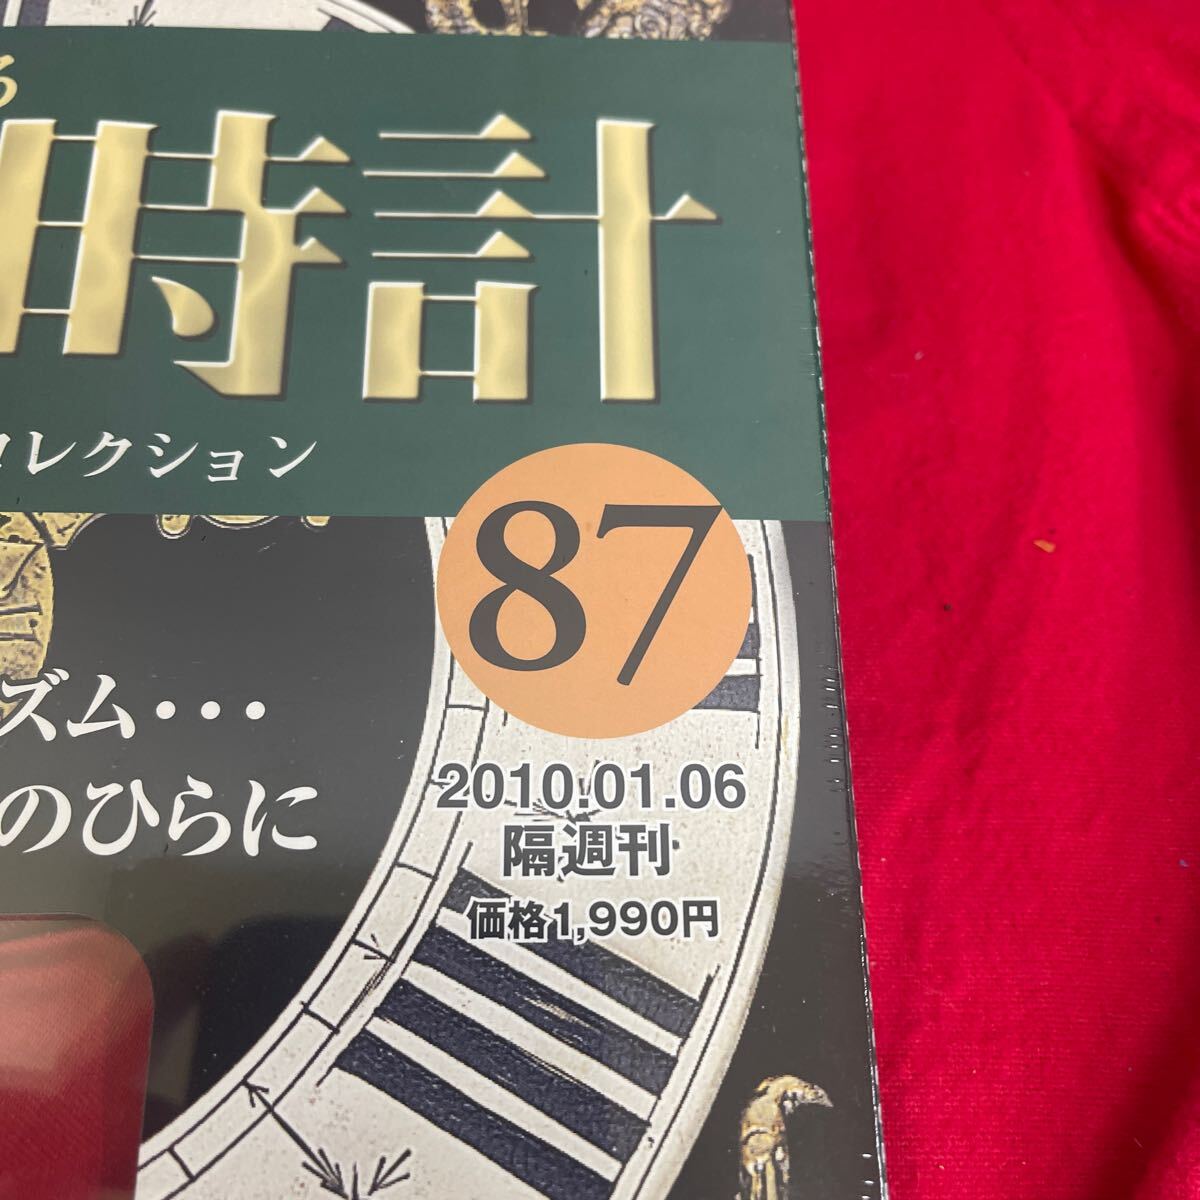 る
時計
コレクション
87
ズム・・・
のひらに
2010.01.06
隔週刊
価格1,990円